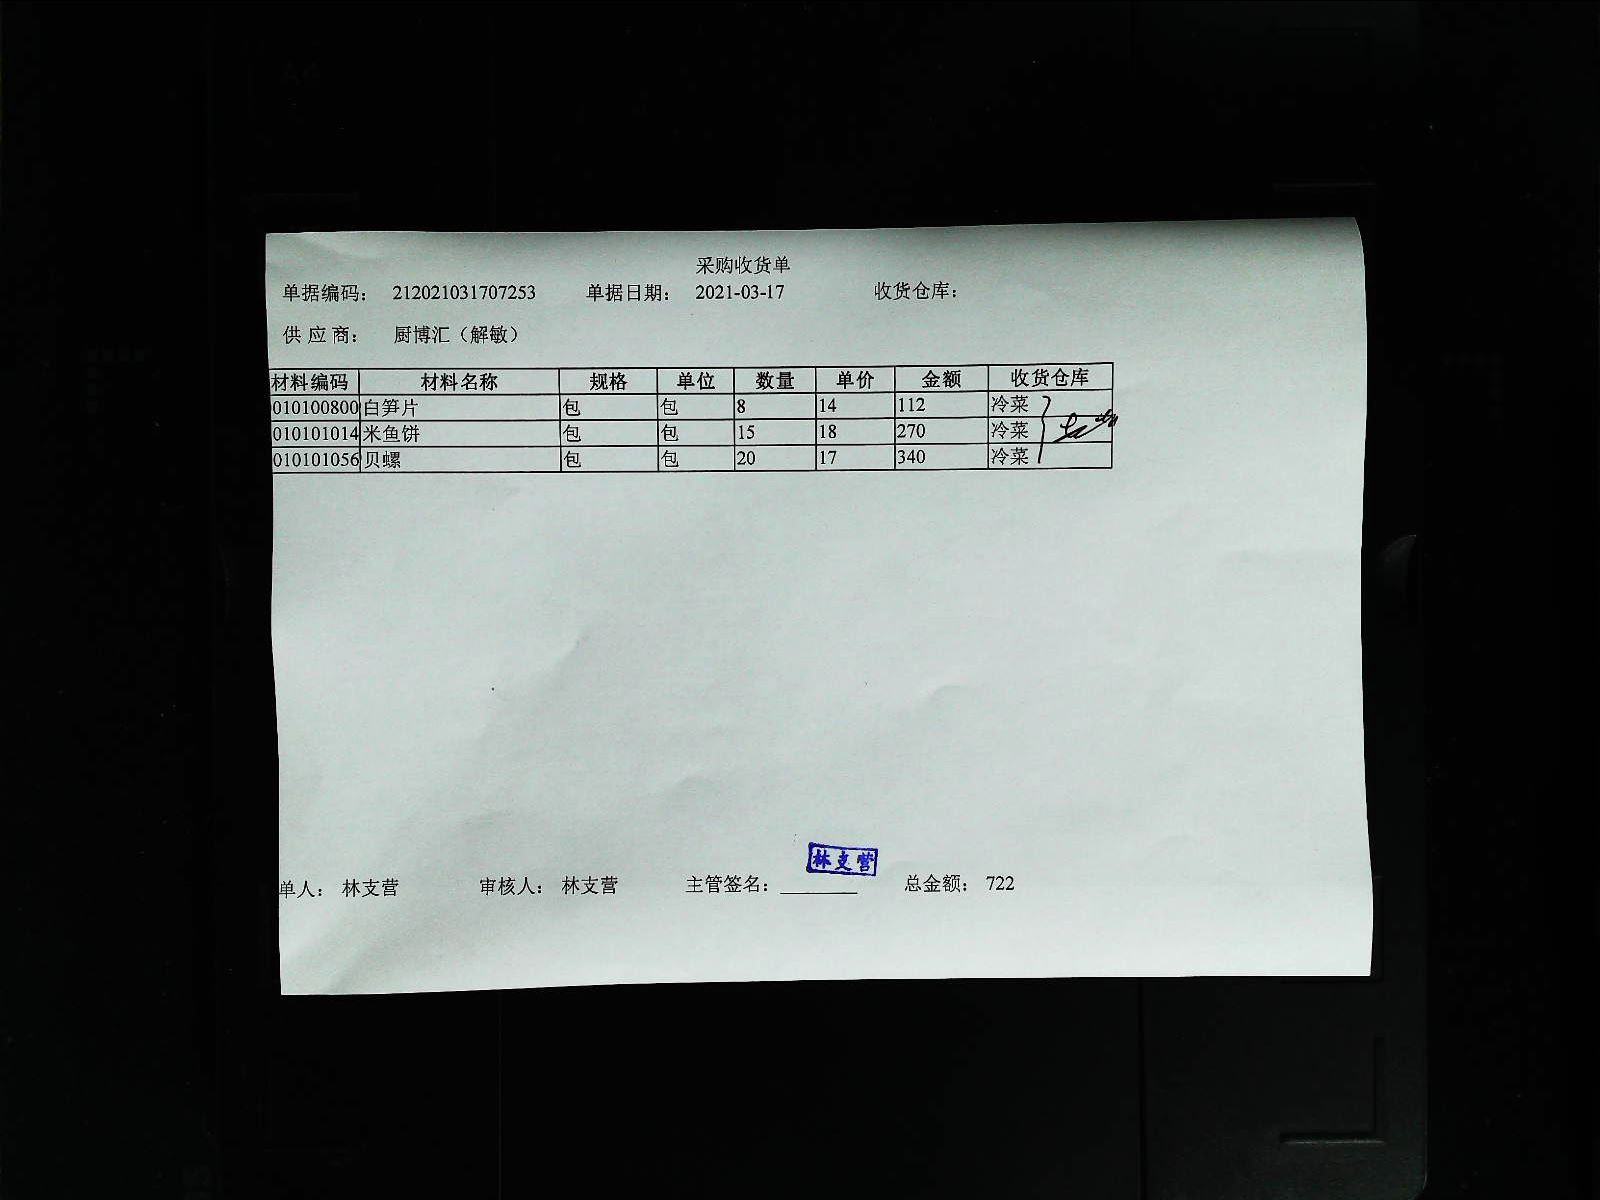 采购收货单
单据编码： 212021031707253 单据日期： 2021-03-17 收货仓库：
供 应 商： 厨博汇（解敏）
材料编码 材料名称 规格 单位 数量 单价 金额 收货仓库
010100800 白笋片 包 包 8 14 112 冷菜
010101014 米鱼饼 包 包 15 18 270 冷菜
010101056 贝螺 包 包 20 17 340 冷菜
林支营
单人： 林支营 审核人： 林支营 主管签名： 总金额： 722